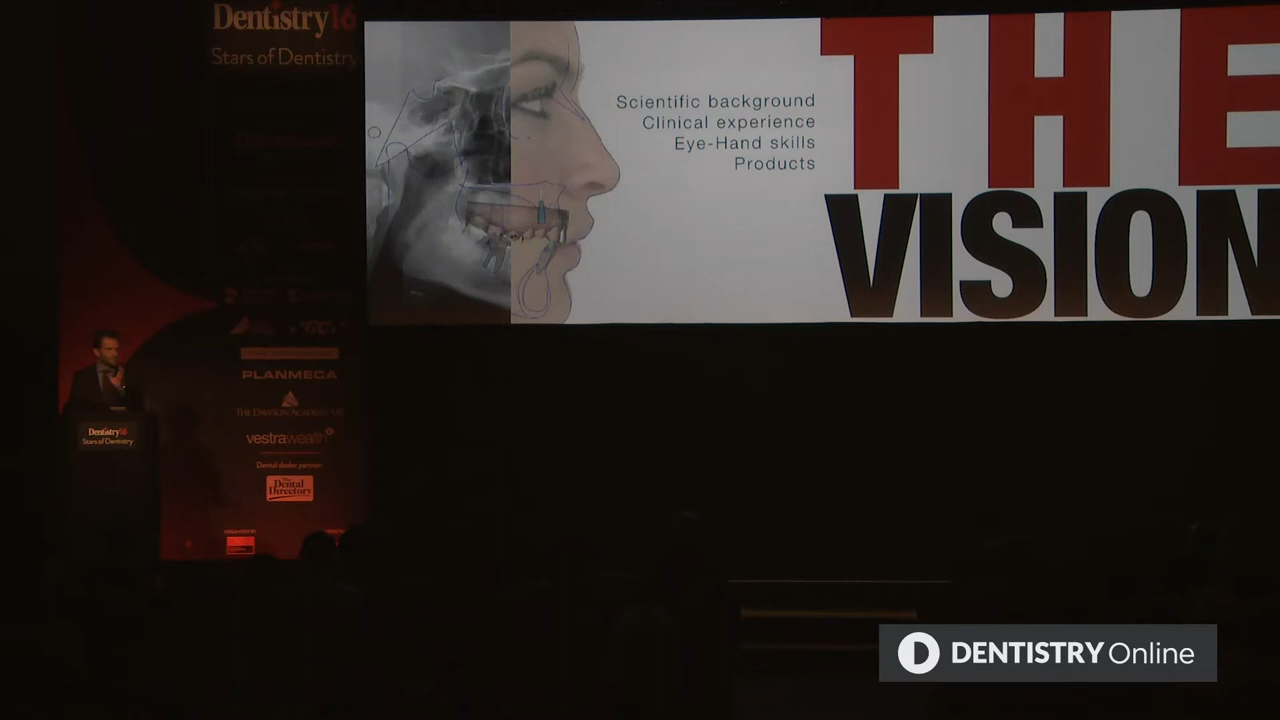 Dentistry16
Stars of Dentistry
Scientific background
Clinical experience
Eye-Hand skills
Products
THE
VISION
PLANMECA
THE DAWSON ACADEMY
vestrawealth
Dental dealer partner:
The
Dental
Directory
Dentistry16
Stars of Dentistry
DENTISTRY Online